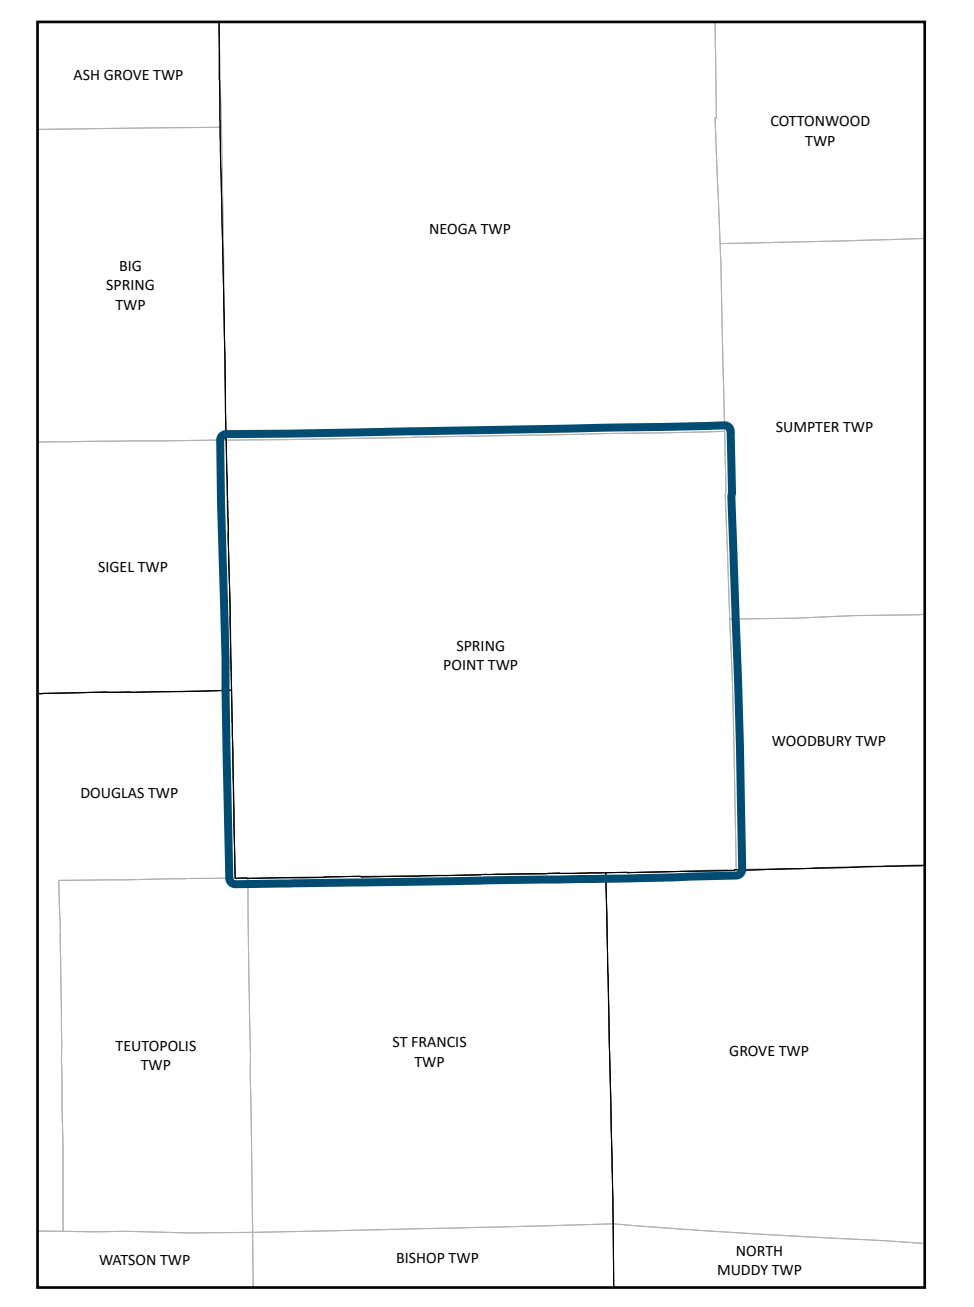 ASH GROVE TWP
COTTONWOOD
TWP
NEOGA TWP
BIG
SPRING
TWP
SUMPTER TWP
SIGEL TWP
SPRING
POINT TWP
WOODBURY TWP
DOUGLAS TWP
TEUTOPOLIS
TWP
ST FRANCIS
TWP
GROVE TWP
WATSON TWP
BISHOP TWP
NORTH
MUDDY TWP